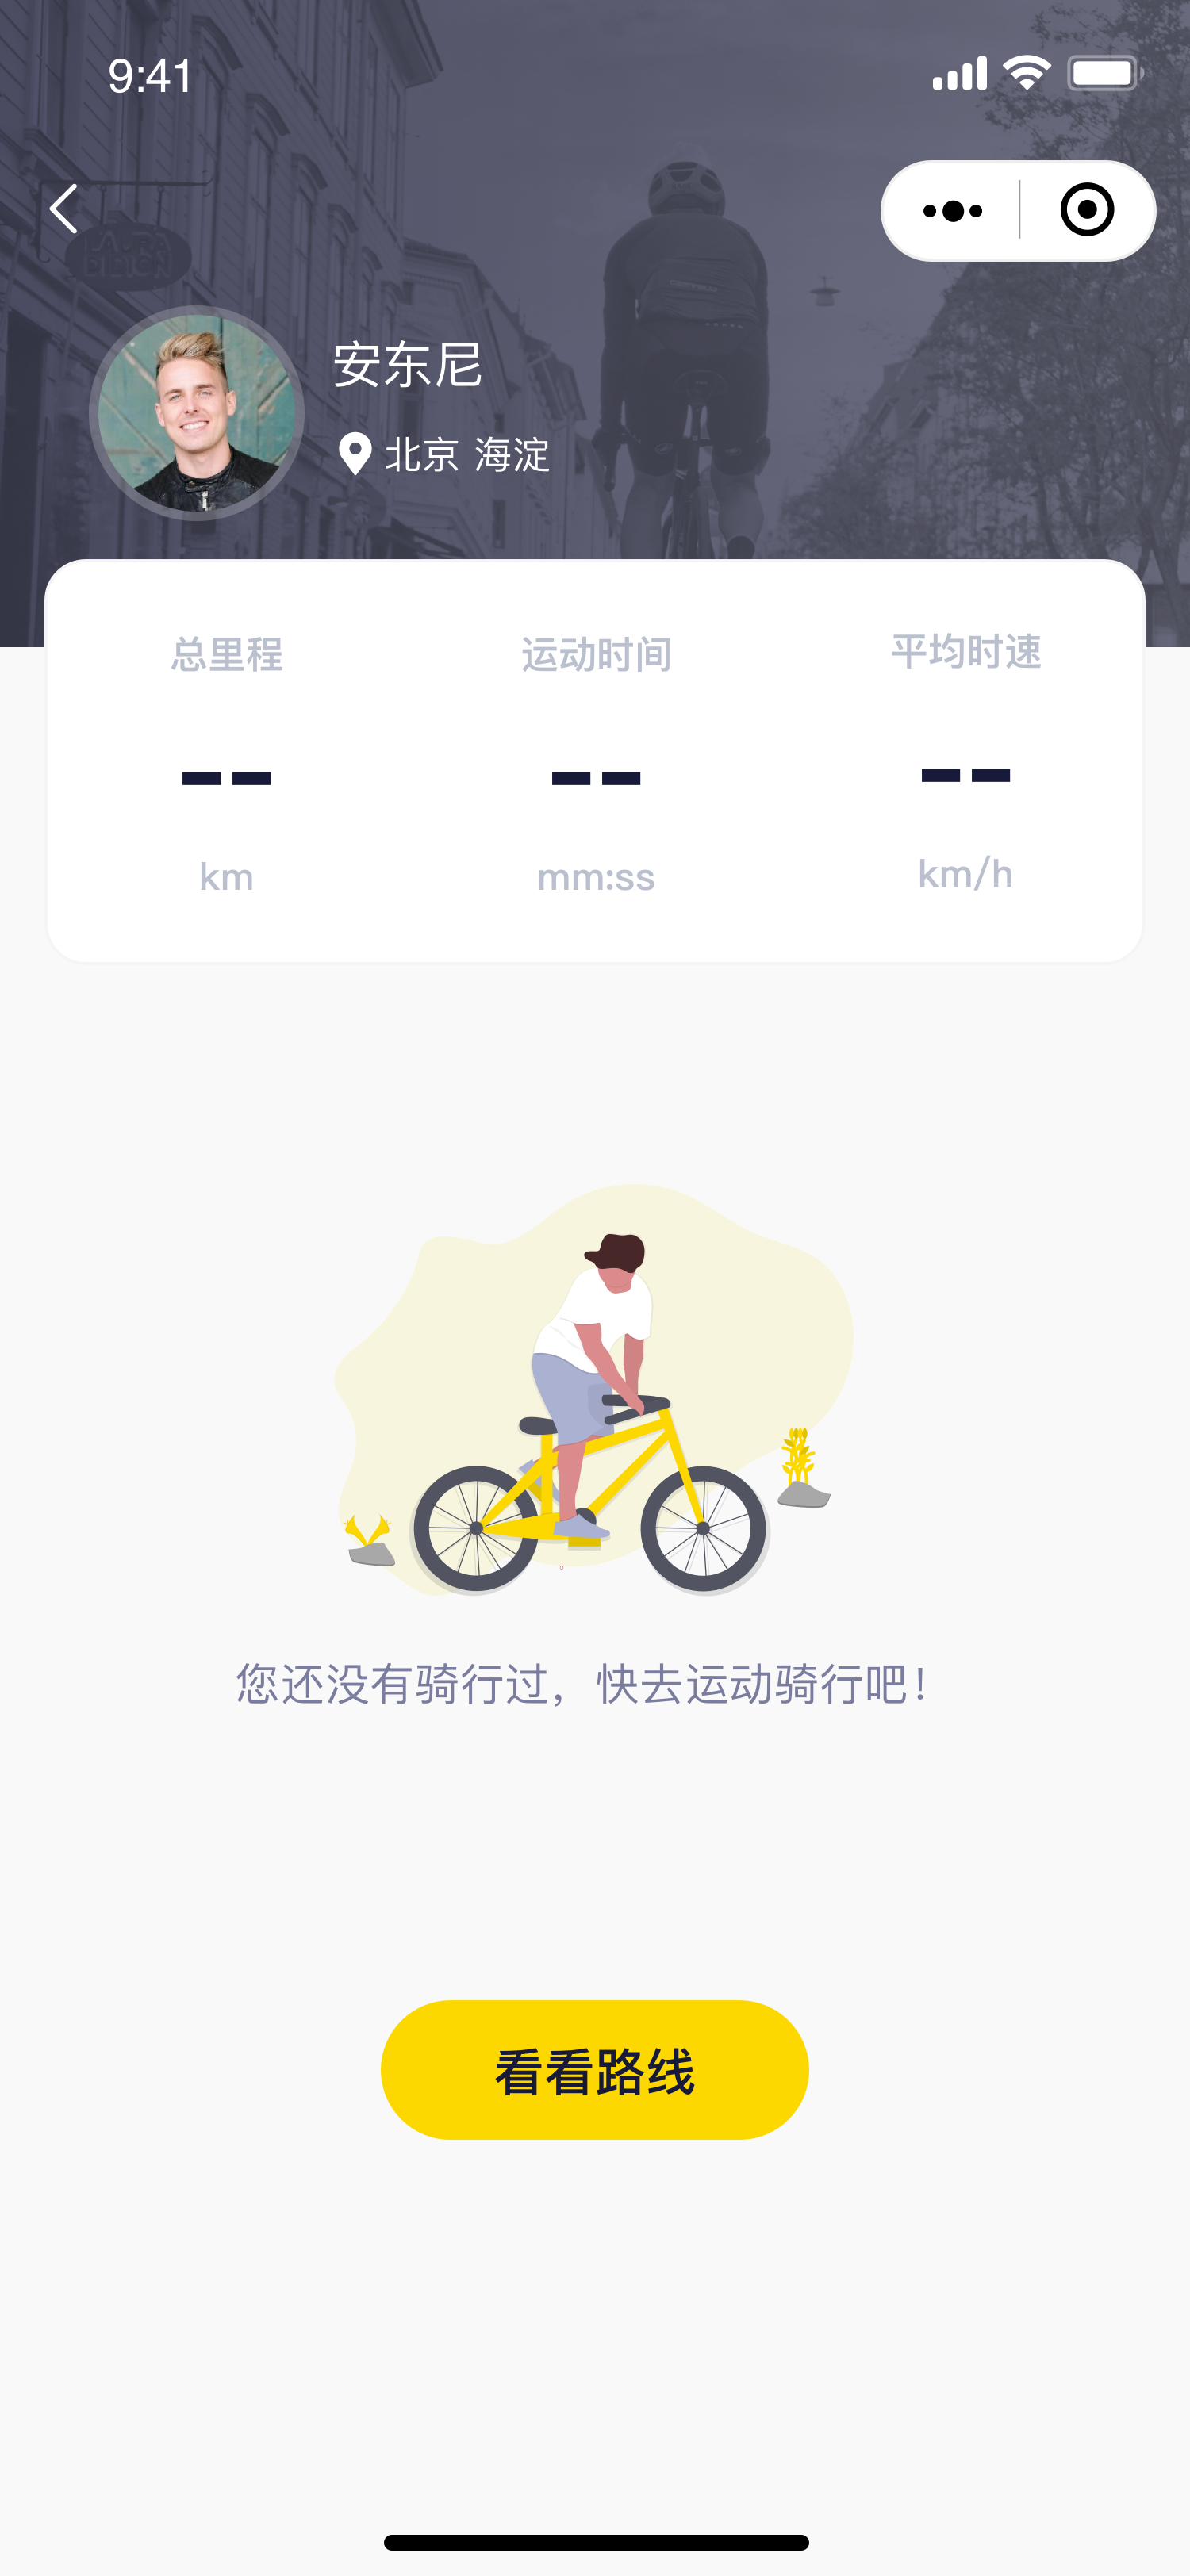 9:41
安东尼
北京 海淀
总里程 运动时间 平均时速
-- -- --
km mm:ss km/h
您还没有骑行过，快去运动骑行吧！
看看路线